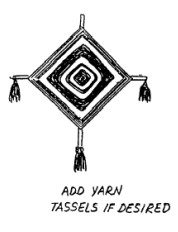 ADD YARN
TASSELS IF DESIRED